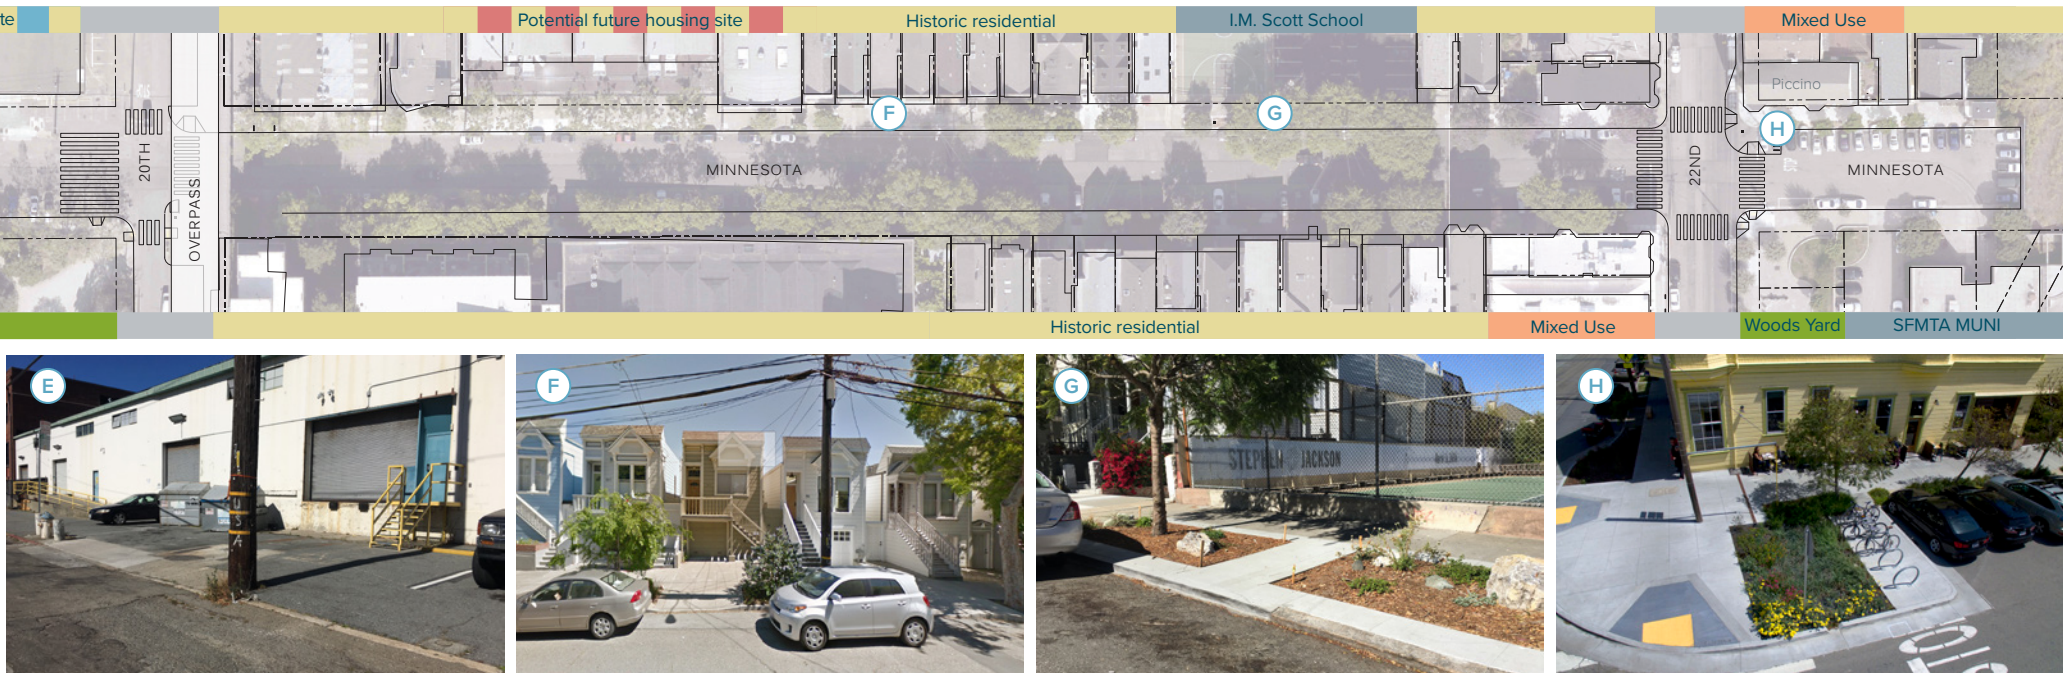 te
Potential future housing site
Historic residential
I.M. Scott School
Mixed Use
Piccino
F
G
H
20TH
OVERPASS
MINNESOTA
22ND
MINNESOTA
Historic residential
Mixed Use
Woods Yard
SFMTA MUNI
E
F
G
H
STEPHEN JACKSON